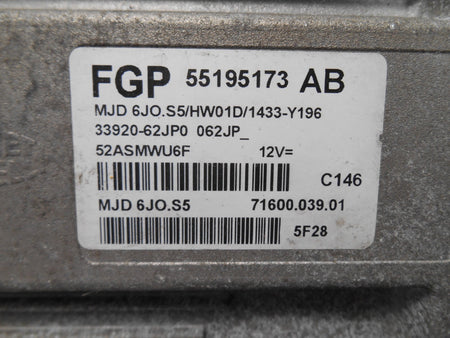 FGP 55195173 AB
MJD 6JO.S5/HW01D/1433-Y196
33920-62JP0 062JP_
52ASMWU6F 12V=
C146
MJD 6JO.S5 71600.039.01
5F28